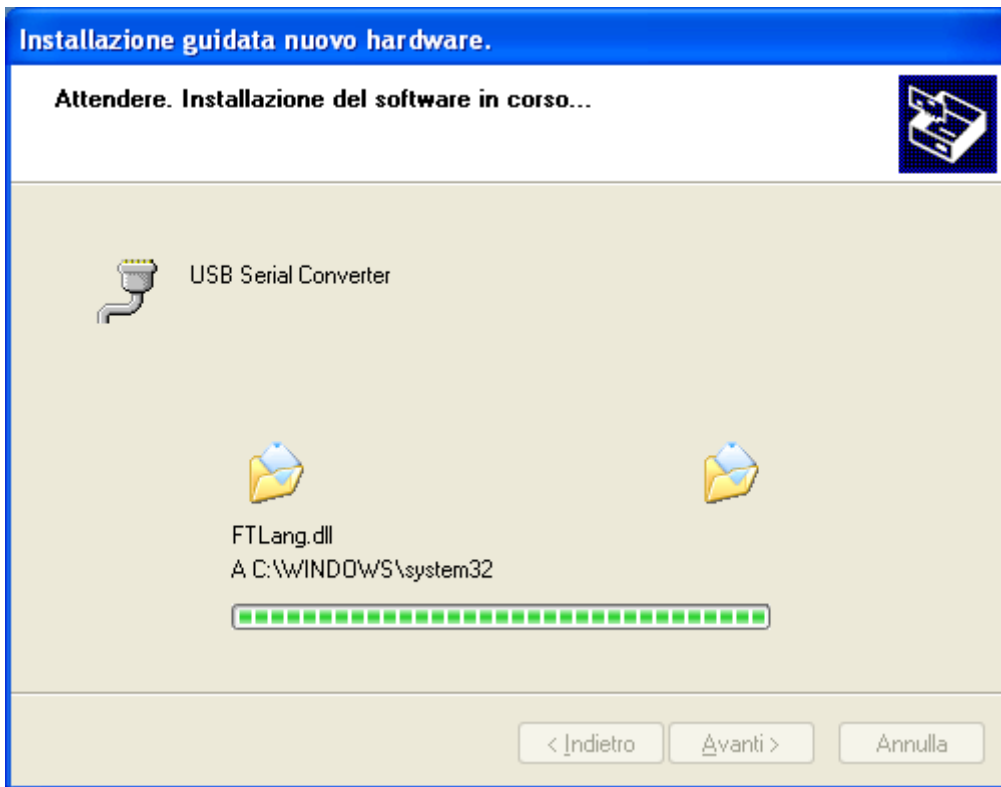 Installazione guidata nuovo hardware.
Attendere. Installazione del software in corso...
USB Serial Converter
FTLang.dll
A C:\WINDOWS\system32
< Indietro
Avanti >
Annulla